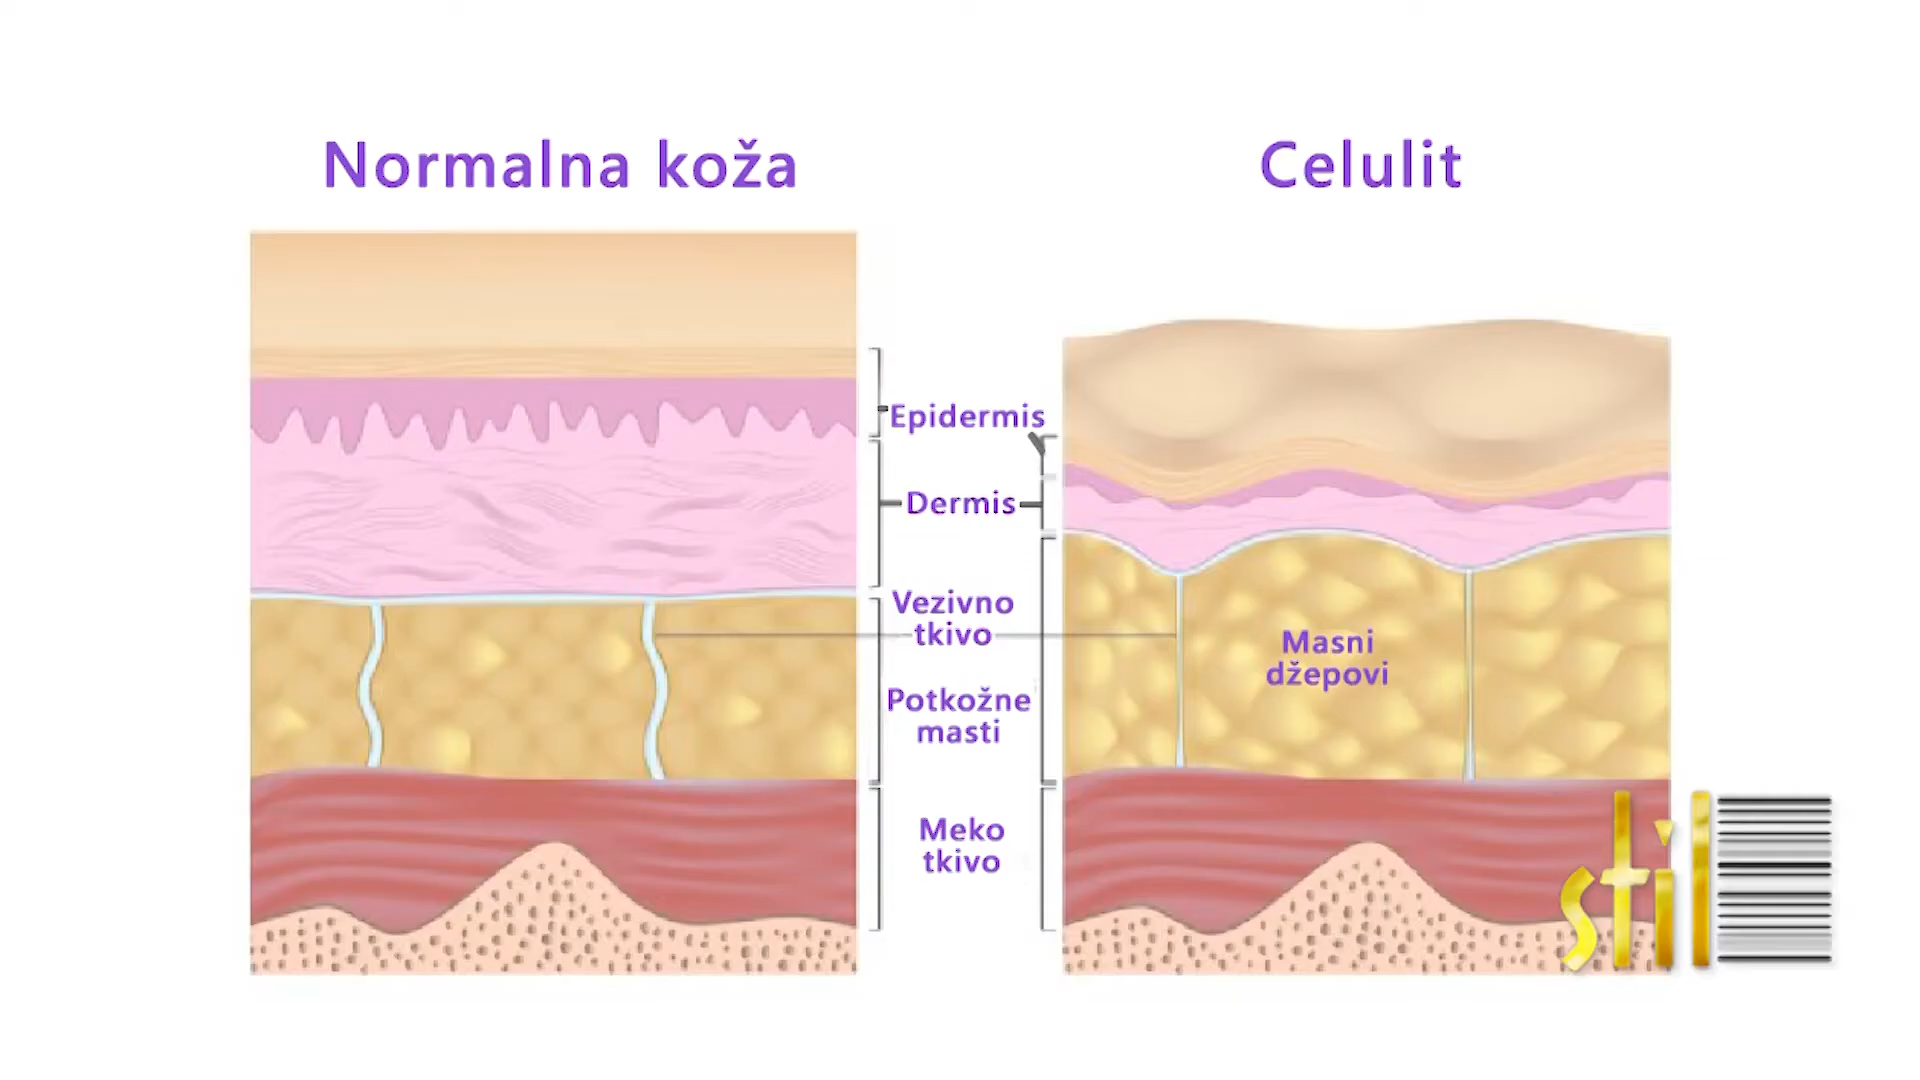 Normalna koža
Celulit
Epidermis
Dermis
Vezivno
tkivo
Potkožne
masti
Meko
tkivo
Masni
džepovi
stil